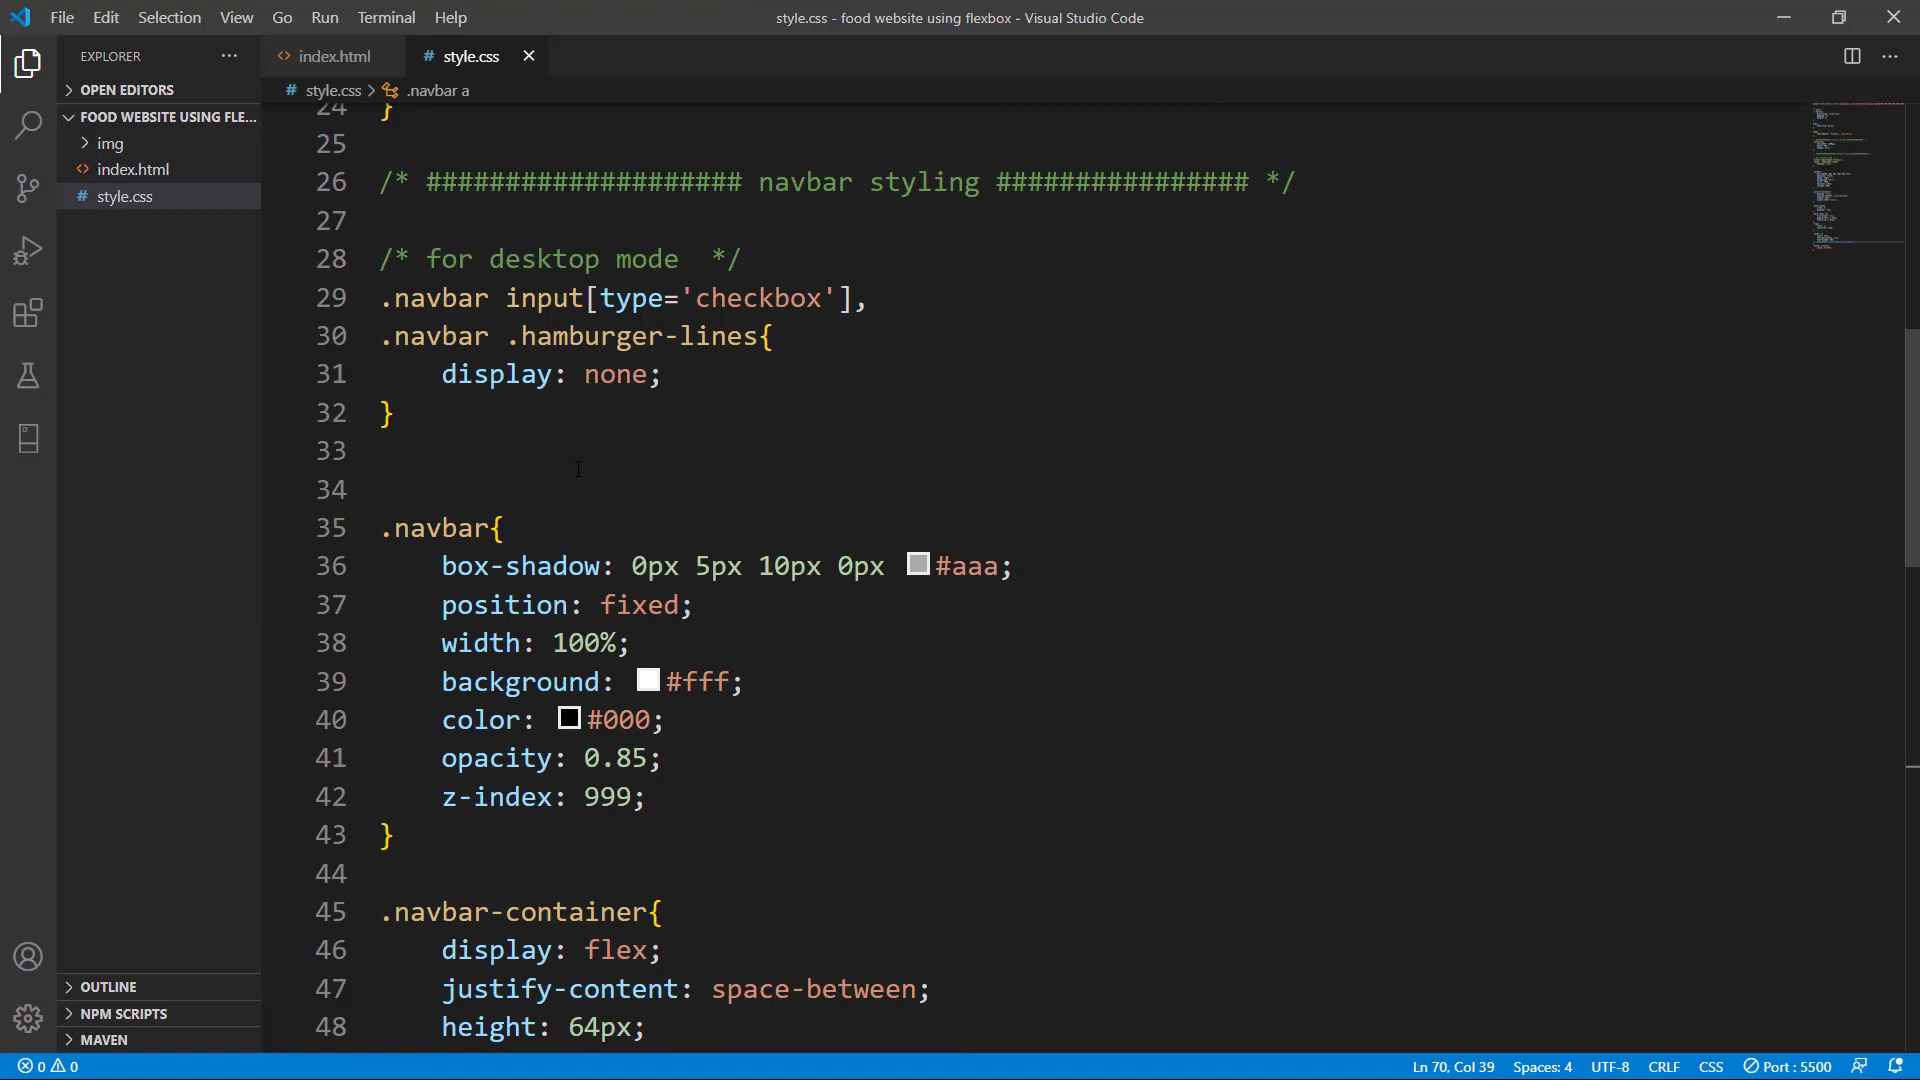 File Edit Selection View Go Run Terminal Help
style.css - food website using flexbox - Visual Studio Code
EXPLORER
OPEN EDITORS
FOOD WEBSITE USING FLE...
img
index.html
style.css
OUTLINE
NPM SCRIPTS
MAVEN
index.html style.css
style.css > .navbar a
24 }
25
26 /* #################### navbar styling ################ */
27
28 /* for desktop mode  */
29 .navbar input[type='checkbox'],
30 .navbar .hamburger-lines{
31     display: none;
32 }
33
34
35 .navbar{
36     box-shadow: 0px 5px 10px 0px #aaa;
37     position: fixed;
38     width: 100%;
39     background: #fff;
40     color: #000;
41     opacity: 0.85;
42     z-index: 999;
43 }
44
45 .navbar-container{
46     display: flex;
47     justify-content: space-between;
48     height: 64px;
0 0 Ln 70, Col 39 Spaces: 4 UTF-8 CRLF CSS Port : 5500